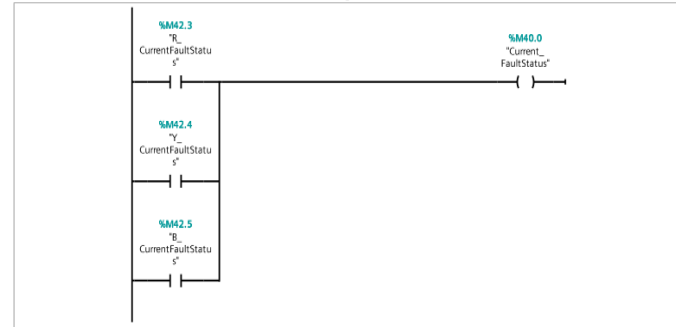 %M42.3
"R_
CurrentFaultStatu
s"
%M40.0
"Current_
FaultStatus"
%M42.4
"Y_
CurrentFaultStatu
s"
%M42.5
"B_
CurrentFaultStatu
s"